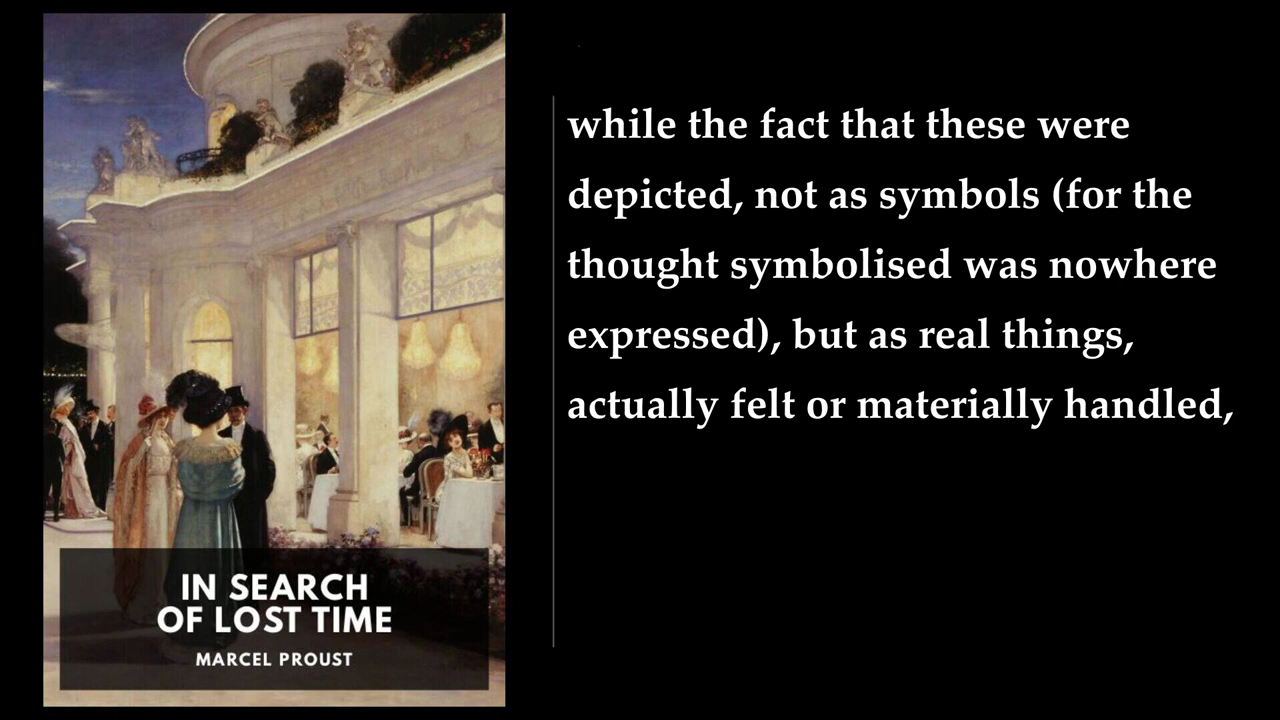 while the fact that these were
depicted, not as symbols (for the
thought symbolised was nowhere
expressed), but as real things,
actually felt or materially handled,
IN SEARCH
OF LOST TIME
MARCEL PROUST